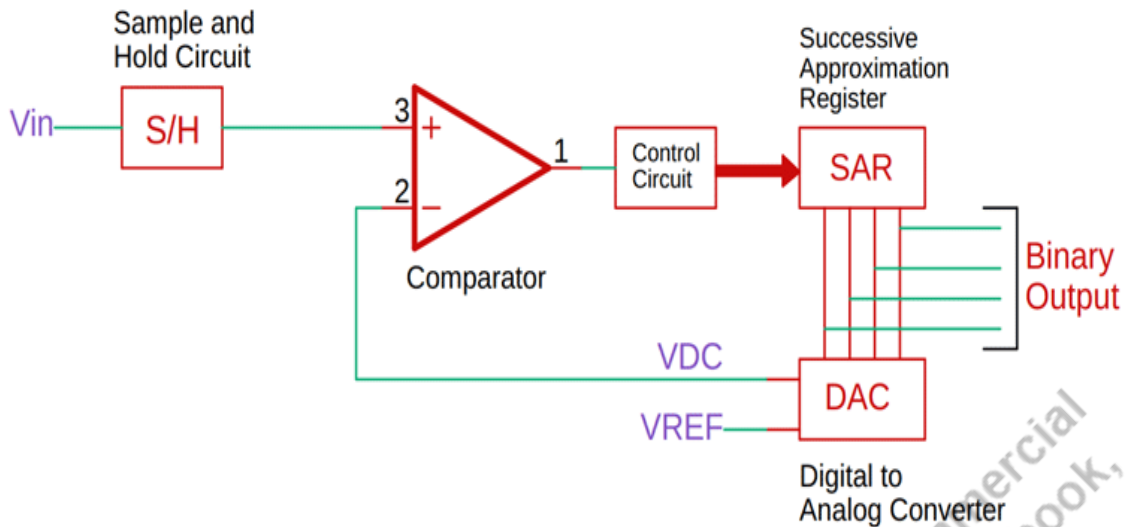 Sample and
Hold Circuit
Vin
S/H
3
+
2
−
1
Comparator
Control
Circuit
Successive
Approximation
Register
SAR
Binary
Output
VDC
VREF
DAC
Digital to
Analog Converter